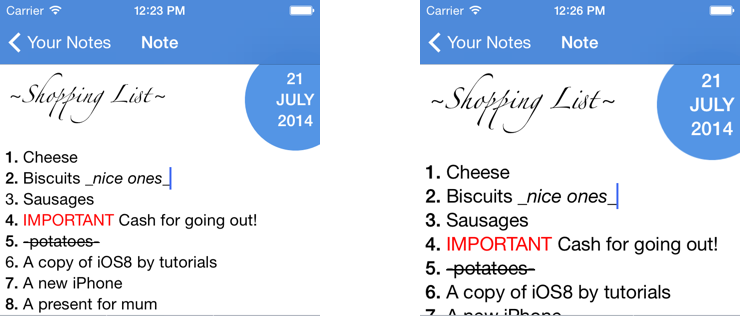 Carrier 12:23 PM
Your Notes Note
~Shopping List~
21
JULY
2014
1. Cheese
2. Biscuits _nice ones_
3. Sausages
4. IMPORTANT Cash for going out!
5. -potatoes-
6. A copy of iOS8 by tutorials
7. A new iPhone
8. A present for mum
Carrier 12:26 PM
Your Notes Note
~Shopping List~
21
JULY
2014
1. Cheese
2. Biscuits _nice ones_
3. Sausages
4. IMPORTANT Cash for going out!
5. -potatoes-
6. A copy of iOS8 by tutorials
7. A new iPhone